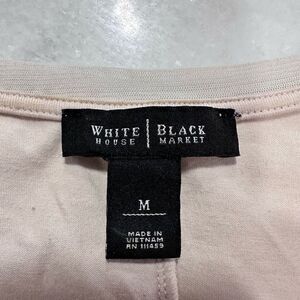 WHITE | BLACK
HOUSE | MARKET
M
MADE IN
VIETNAM
RN 111459